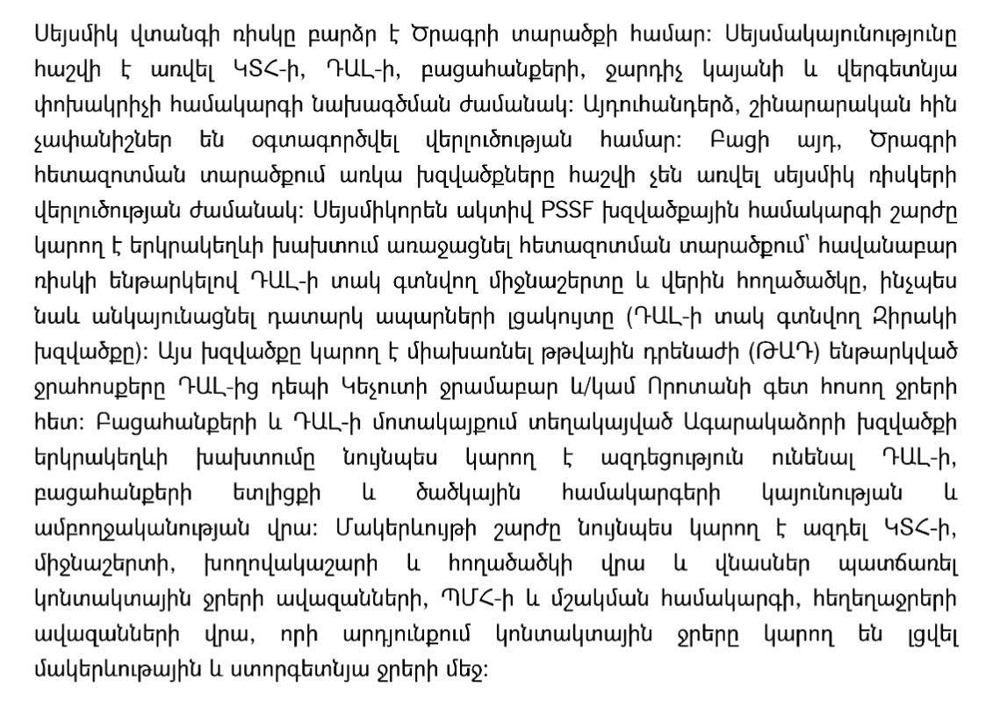 Սեյսմիկ վտանգի ռիսկը բարձր է Ծրագրի տարածքի համար: Սեյսմակայունությունը
հաշվի է առվել ԿՏՀ-ի, ԴԱԼ-ի, բացահանքերի, ջարդիչ կայանի և վերգետնյա
փոխակրիչի համակարգի նախագծման ժամանակ: Այդուհանդերձ, շինարարական հին
չափանիշներ են օգտագործվել վերլուծության համար: Բացի այդ, Ծրագրի
հետազոտման տարածքում առկա խզվածքները հաշվի չեն առվել սեյսմիկ ռիսկերի
վերլուծության ժամանակ: Սեյսմիկորեն ակտիվ PSSF խզվածքային համակարգի շարժը
կարող է երկրակեղևի խախտում առաջացնել հետազոտման տարածքում՝ հավանաբար
ռիսկի ենթարկելով ԴԱԼ-ի տակ գտնվող միջնաշերտը և վերին հողածածկը, ինչպես
նաև անկայունացնել դատարկ ապարների լցակույտը (ԴԱԼ-ի տակ գտնվող Զիրակի
խզվածքը): Այս խզվածքը կարող է միախառնել թթվային դրենաժի (ԹԱԴ) ենթարկված
ջրահոսքերը ԴԱԼ-ից դեպի Կեչուտի ջրամաբար և/կամ Որոտանի գետ հոսող ջրերի
հետ: Բացահանքերի և ԴԱԼ-ի մոտակայքում տեղակայված Ագարակաձորի խզվածքի
երկրակեղևի խախտումը նույնպես կարող է ազդեցություն ունենալ ԴԱԼ-ի,
բացահանքերի ետլիցքի և ծածկային համակարգերի կայունության և
ամբողջականության վրա: Մակերևույթի շարժը նույնպես կարող է ազդել ԿՏՀ-ի,
միջնաշերտի, խողովակաշարի և հողածածկի վրա և վնասներ պատճառել
կոնտակտային ջրերի ավազանների, ՊՄՀ-ի և մշակման համակարգի, հեղեղաջրերի
ավազանների վրա, որի արդյունքում կոնտակտային ջրերը կարող են լցվել
մակերևութային և ստորգետնյա ջրերի մեջ: